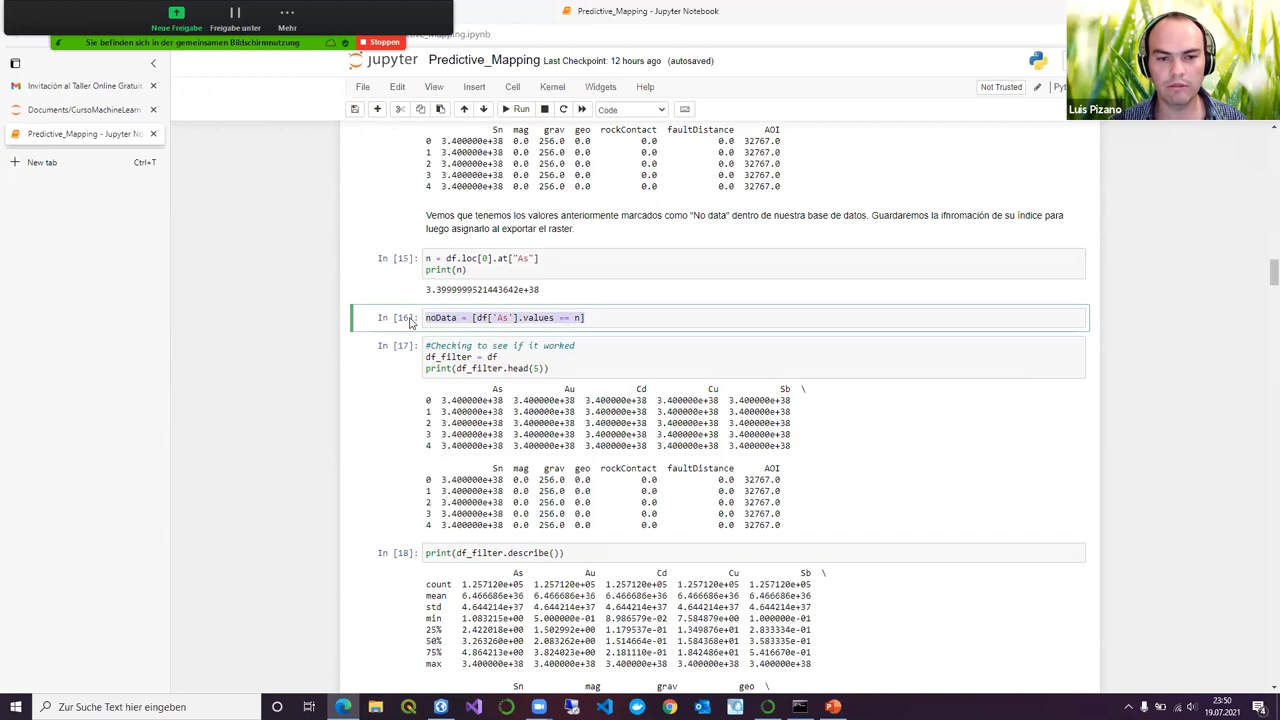 Neue Freigabe
Freigabe unter
Mehr
Sie befinden sich in der gemeinsamen Bildschirmnutzung
Stoppen
Predictive_Mapping - Jupyter Notebook
Luis Pizano
Invitación al Taller Online Gratuit
Documents/CursoMachineLearn
Predictive_Mapping - Jupyter No
New tab Ctrl+T
jupyter Predictive_Mapping Last Checkpoint: 12 hours ago (autosaved)
File Edit View Insert Cell Kernel Widgets Help
Not Trusted
Run
Code
Sn mag grav geo rockContact faultDistance AOI
0 3.400000e+38 0.0 256.0 0.0 0.0 0.0 32767.0
1 3.400000e+38 0.0 256.0 0.0 0.0 0.0 32767.0
2 3.400000e+38 0.0 256.0 0.0 0.0 0.0 32767.0
3 3.400000e+38 0.0 256.0 0.0 0.0 0.0 32767.0
4 3.400000e+38 0.0 256.0 0.0 0.0 0.0 32767.0
Vemos que tenemos los valores anteriormente marcados como "No data" dentro de nuestra base de datos. Guardaremos la ifnromación de su índice para
luego asignarlo al exportar el raster.
In [15]: n = df.loc[0].at["As"]
print(n)
3.3999999521443642e+38
In [16]: noData = [df['As'].values == n]
In [17]: #Checking to see if it worked
df_filter = df
print(df_filter.head(5))
As Au Cd Cu Sb \
0 3.400000e+38 3.400000e+38 3.400000e+38 3.400000e+38 3.400000e+38
1 3.400000e+38 3.400000e+38 3.400000e+38 3.400000e+38 3.400000e+38
2 3.400000e+38 3.400000e+38 3.400000e+38 3.400000e+38 3.400000e+38
3 3.400000e+38 3.400000e+38 3.400000e+38 3.400000e+38 3.400000e+38
4 3.400000e+38 3.400000e+38 3.400000e+38 3.400000e+38 3.400000e+38
Sn mag grav geo rockContact faultDistance AOI
0 3.400000e+38 0.0 256.0 0.0 0.0 0.0 32767.0
1 3.400000e+38 0.0 256.0 0.0 0.0 0.0 32767.0
2 3.400000e+38 0.0 256.0 0.0 0.0 0.0 32767.0
3 3.400000e+38 0.0 256.0 0.0 0.0 0.0 32767.0
4 3.400000e+38 0.0 256.0 0.0 0.0 0.0 32767.0
In [18]: print(df_filter.describe())
As Au Cd Cu Sb \
count 1.257120e+05 1.257120e+05 1.257120e+05 1.257120e+05 1.257120e+05
mean 6.466986e+36 6.466986e+36 6.466986e+36 6.466986e+36 6.466986e+36
std 4.644214e+37 4.644214e+37 4.644214e+37 4.644214e+37 4.644214e+37
min 1.083215e+00 5.000000e-01 8.986579e-02 7.584879e+00 1.000000e-01
25% 2.422018e+00 1.502992e+00 1.179537e-01 1.349876e+01 2.833334e-01
50% 3.263260e+00 2.083262e+00 1.514664e-01 1.584368e+01 3.583335e-01
75% 4.864213e+00 3.824023e+00 2.181110e-01 1.842486e+01 5.416670e-01
max 3.400000e+38 3.400000e+38 3.400000e+38 3.400000e+38 3.400000e+38
Sn mag grav geo \
Zur Suche Text hier eingeben
23:50
19.07.2021